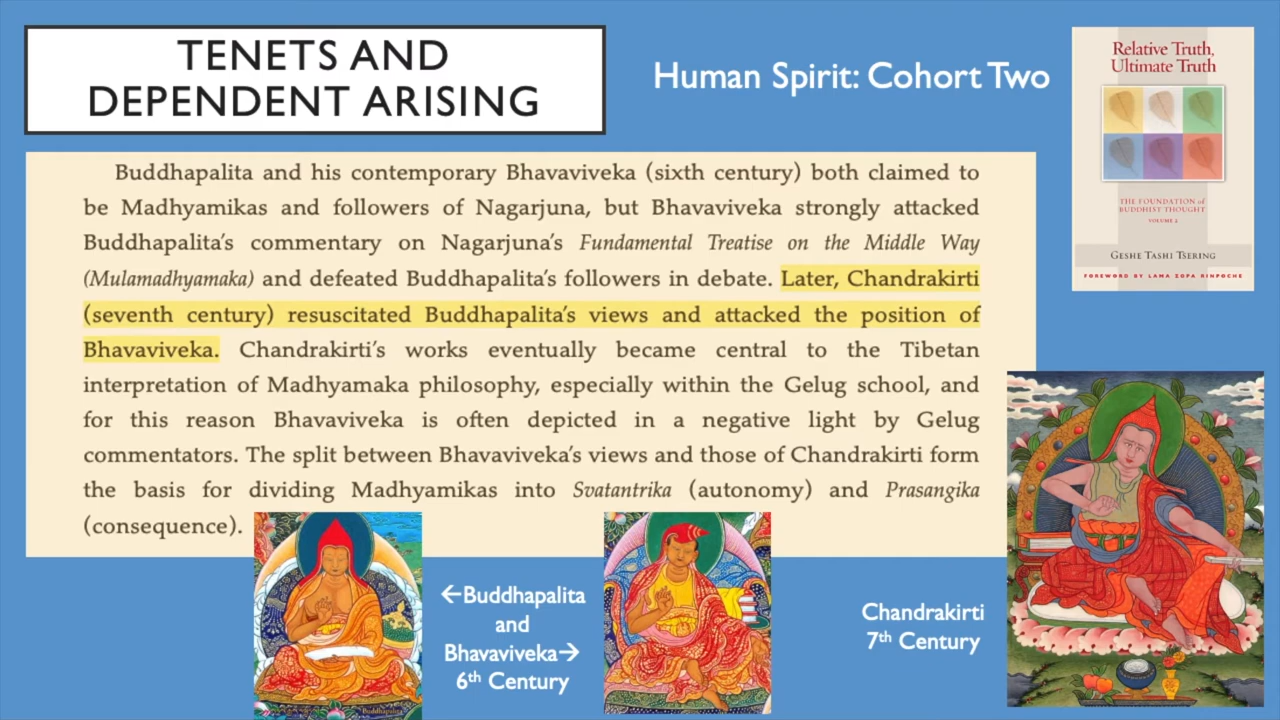 TENETS AND
DEPENDENT ARISING
Human Spirit: Cohort Two
Relative Truth,
Ultimate Truth
THE FOUNDATION of
BUDDHIST THOUGHT
VOLUME 2
GESHE TASHI TSERING
FOREWORD BY LAMA ZOPA RINPOCHE
Buddhapalita and his contemporary Bhavaviveka (sixth century) both claimed to
be Madhyamikas and followers of Nagarjuna, but Bhavaviveka strongly attacked
Buddhapalita's commentary on Nagarjuna's Fundamental Treatise on the Middle Way
(Mulamadhyamaka) and defeated Buddhapalita's followers in debate. Later, Chandrakirti
(seventh century) resuscitated Buddhapalita's views and attacked the position of
Bhavaviveka. Chandrakirti's works eventually became central to the Tibetan
interpretation of Madhyamaka philosophy, especially within the Gelug school, and
for this reason Bhavaviveka is often depicted in a negative light by Gelug
commentators. The split between Bhavaviveka's views and those of Chandrakirti form
the basis for dividing Madhyamikas into Svatantrika (autonomy) and Prasangika
(consequence).
←Buddhapalita
and
Bhavaviveka→
6th Century
Chandrakirti
7th Century
Buddhapalita